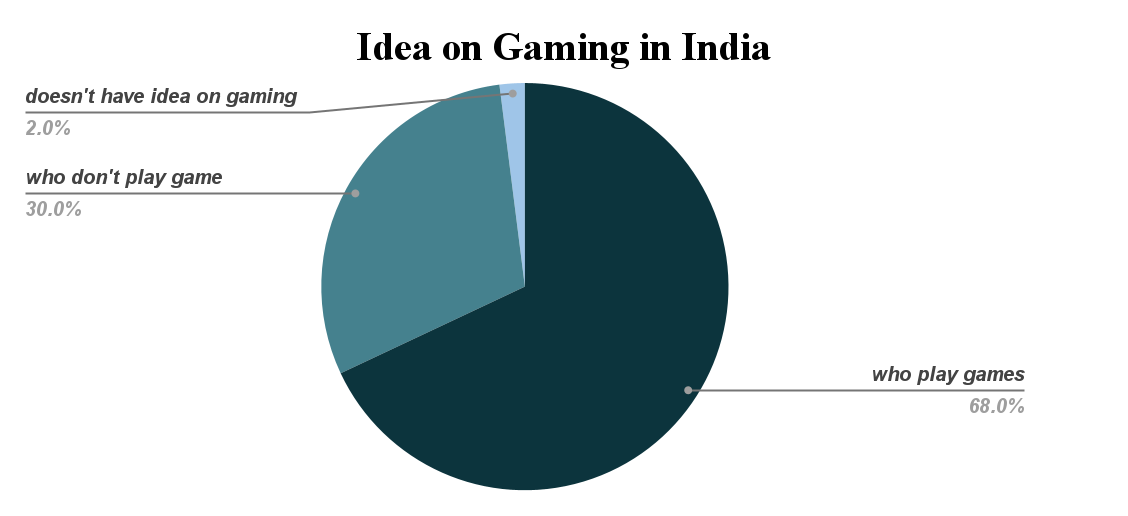 Idea on Gaming in India
doesn't have idea on gaming
2.0%
who don't play game
30.0%
who play games
68.0%